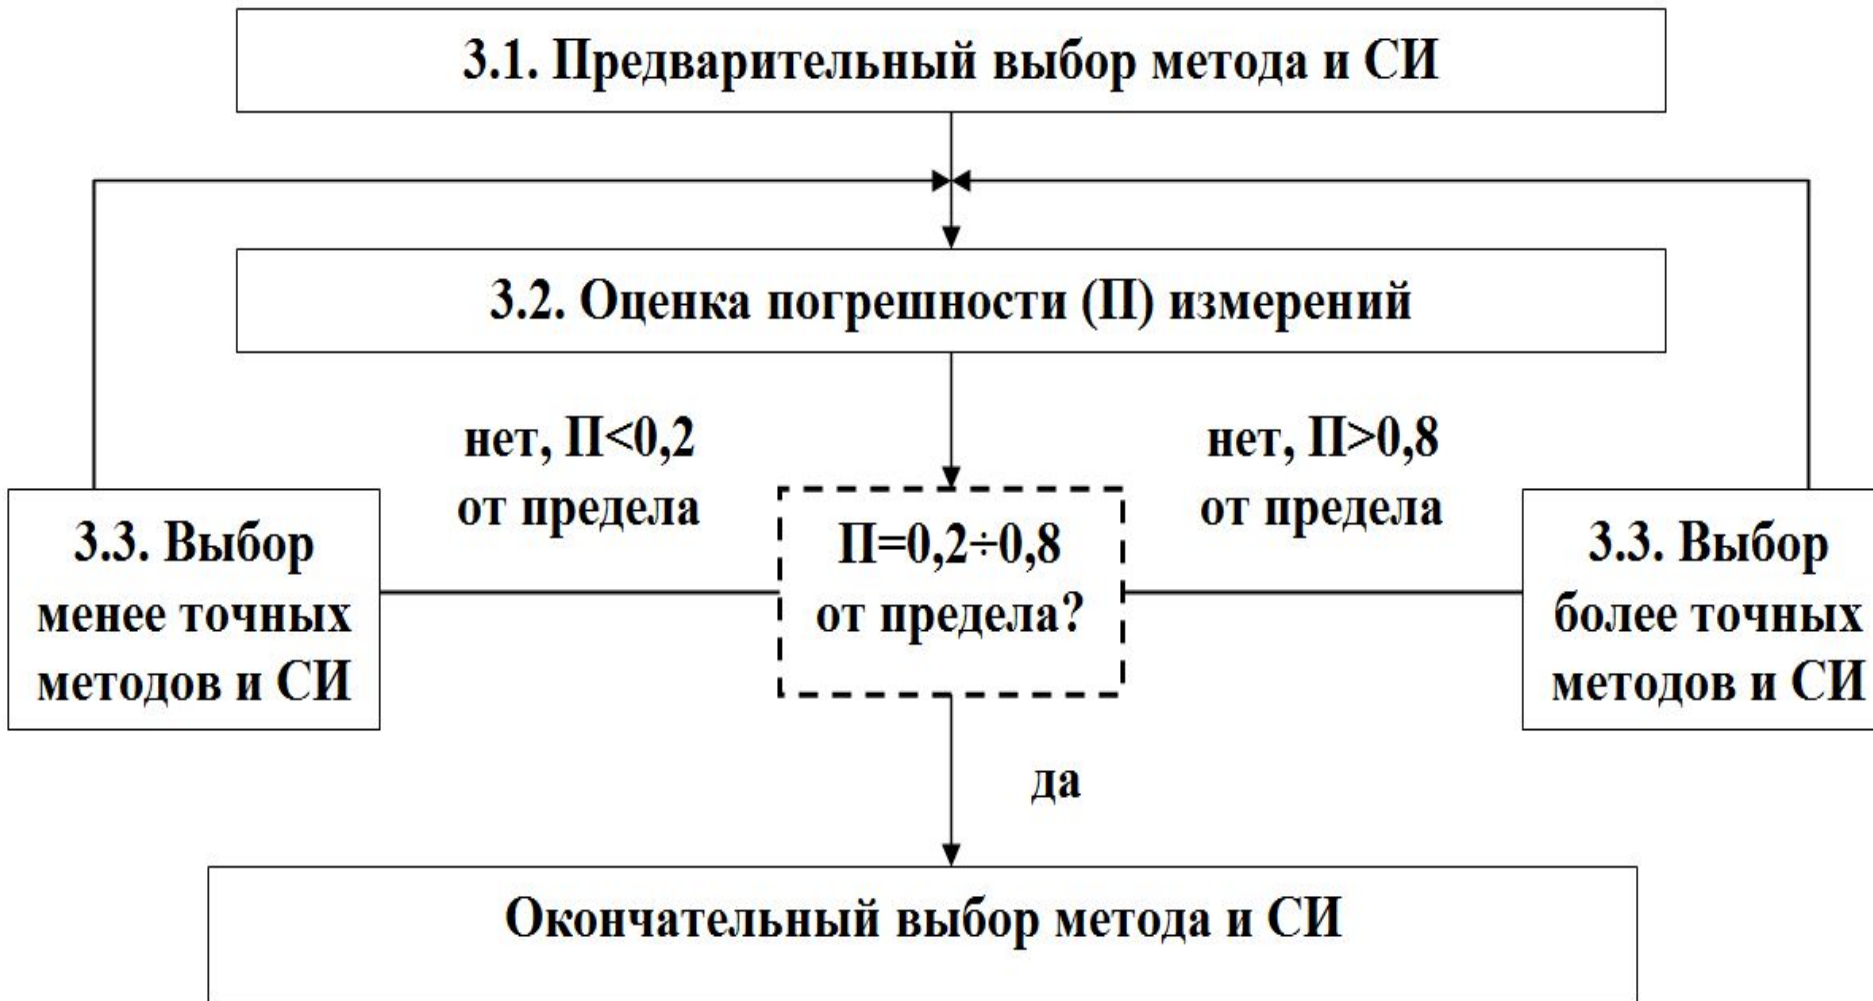 3.1. Предварительный выбор метода и СИ
3.2. Оценка погрешности (П) измерений
нет, П<0,2
от предела
нет, П>0,8
от предела
3.3. Выбор
менее точных
методов и СИ
П=0,2÷0,8
от предела?
3.3. Выбор
более точных
методов и СИ
да
Окончательный выбор метода и СИ